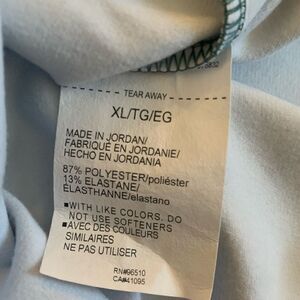 TEAR AWAY
XL/TG/EG
MADE IN JORDAN/
FABRIQUÉ EN JORDANIE/
HECHO EN JORDANIA
87% POLYESTER/poliéster
13% ELASTANE/
ÉLASTHANNE/elastano
■WITH LIKE COLORS. DO
NOT USE SOFTENERS
■AVEC DES COULEURS
SIMILAIRES
NE PAS UTILISER
RN#96510
CA#41095